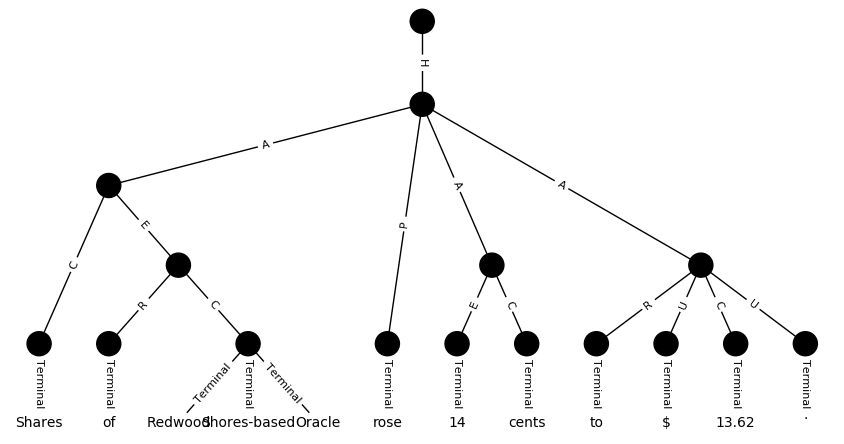 H
A
A
A
P
C
E
R
C
E
C
R
U
C
U
Terminal Terminal Terminal Terminal Terminal Terminal Terminal Terminal Terminal Terminal Terminal Terminal Terminal
Shares of Redwood Shores-based Oracle rose 14 cents to $ 13.62 .